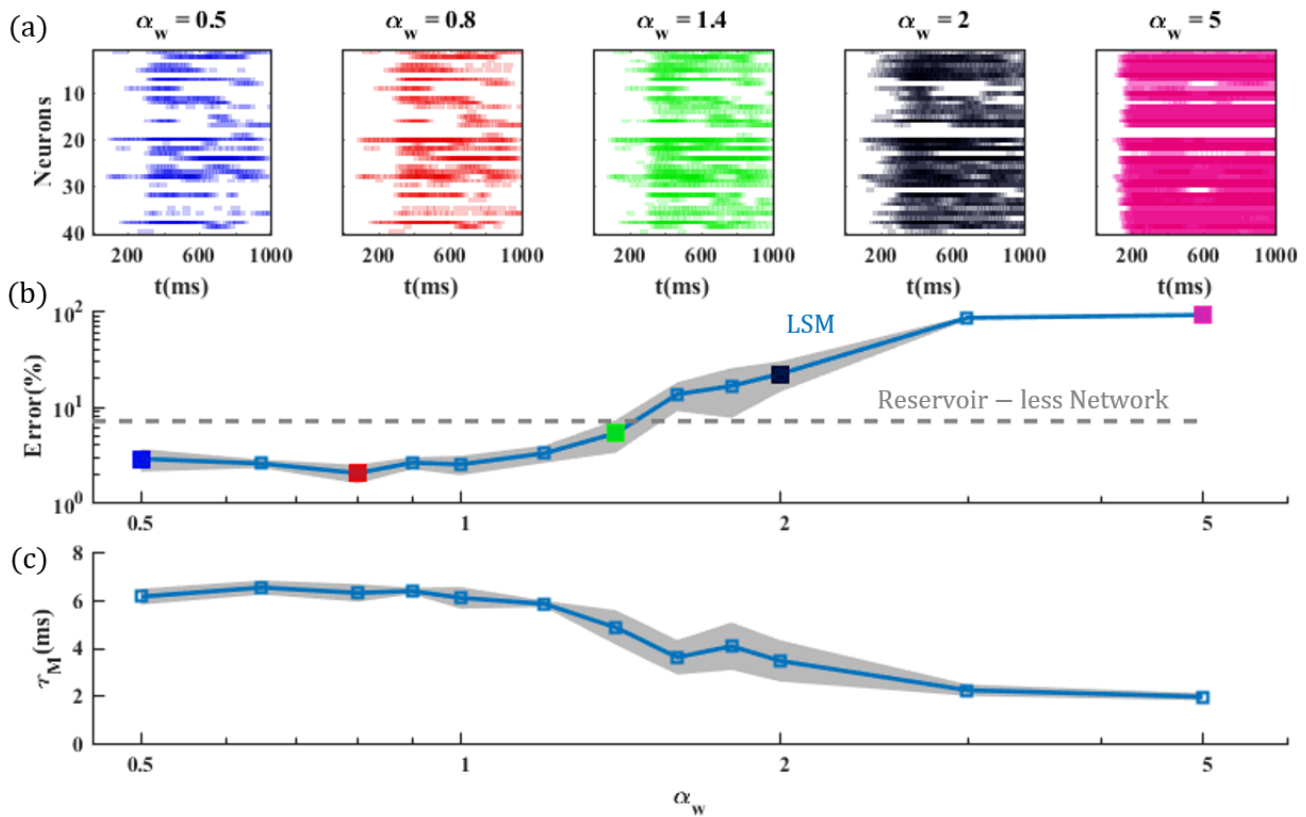 (a)
α_w = 0.5 α_w = 0.8 α_w = 1.4 α_w = 2 α_w = 5
Neurons
10
20
30
40
200 600 1000 200 600 1000 200 600 1000 200 600 1000 200 600 1000
t(ms) t(ms) t(ms) t(ms) t(ms)
(b)
Error(%)
10^2
10^1
10^0
LSM
Reservoir − less Network
0.5 1 2 5
(c)
τ_M(ms)
8
6
4
2
0
0.5 1 2 5
α_w